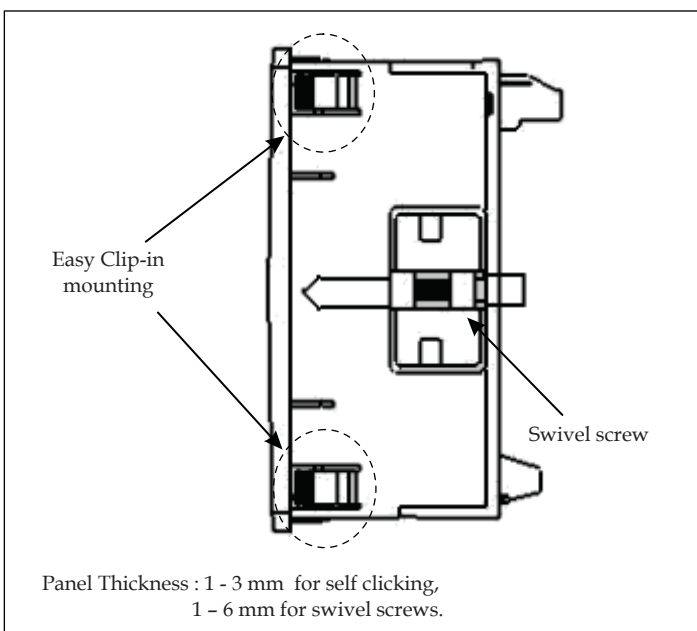 Easy Clip-in
mounting
Swivel screw
Panel Thickness : 1 - 3 mm for self clicking,
1 – 6 mm for swivel screws.